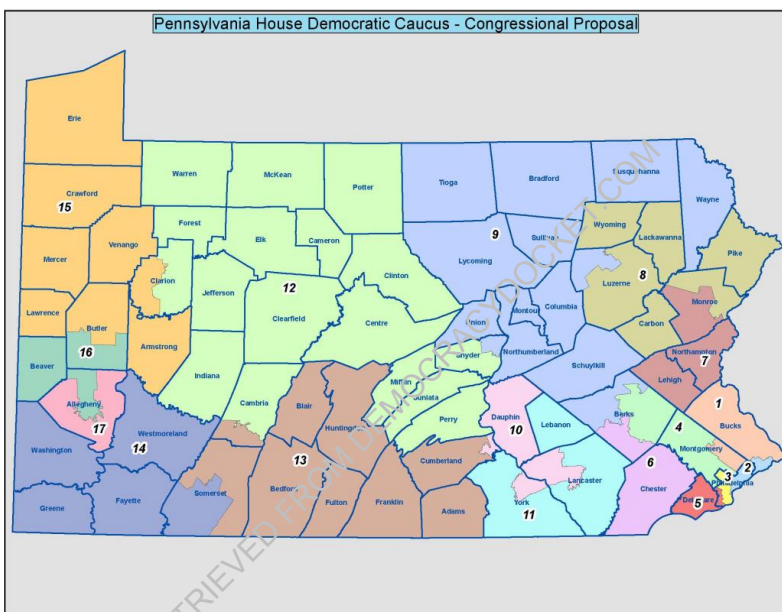 Pennsylvania House Democratic Caucus - Congressional Proposal
Erie
Warren
McKean
Potter
Tioga
Bradford
Susquehanna
Wayne
Crawford
15
Forest
Elk
Cameron
Sullivan
9
Lycoming
Wyoming
Lackawanna
Pike
Mercer
Venango
Clarion
Jefferson
12
Clearfield
Clinton
Centre
Columbia
Montour
Luzerne
8
Monroe
Lawrence
Butler
16
Armstrong
Union
Northumberland
Carbon
Beaver
Indiana
Cambria
Snyder
Mifflin
Juniata
Schuylkill
Northampton
7
Lehigh
Allegheny
17
Blair
Perry
Dauphin
10
Lebanon
Berks
4
1
Bucks
Washington
Westmoreland
14
13
Cumberland
Montgomery
6
2
3
Greene
Fayette
Somerset
Bedford
Fulton
Franklin
Adams
York
11
Lancaster
Chester
5
RETRIEVED FROM DEMOCRACYDOCKET.COM